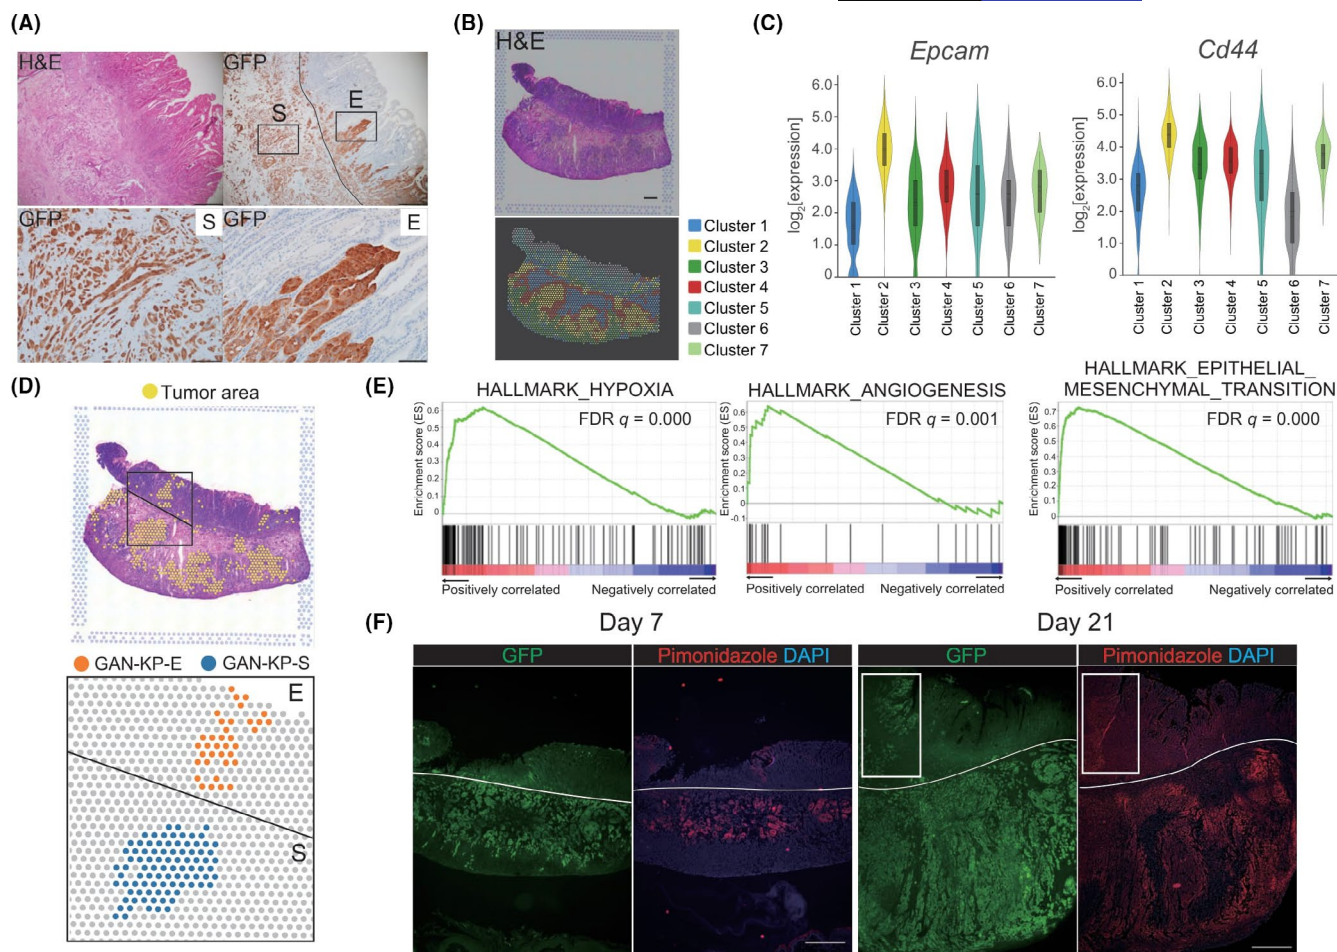 (A)
H&E
GFP
S
E
GFP
S
GFP
E
(B)
H&E
Cluster 1
Cluster 2
Cluster 3
Cluster 4
Cluster 5
Cluster 6
Cluster 7
(C)
Epcam
log2[expression]
6.0
5.0
4.0
3.0
2.0
1.0
0
Cluster 1
Cluster 2
Cluster 3
Cluster 4
Cluster 5
Cluster 6
Cluster 7
Cd44
log2[expression]
6.0
5.0
4.0
3.0
2.0
1.0
0
Cluster 1
Cluster 2
Cluster 3
Cluster 4
Cluster 5
Cluster 6
Cluster 7
(D)
Tumor area
GAN-KP-E
GAN-KP-S
E
S
(E)
HALLMARK_HYPOXIA
FDR q = 0.000
Enrichment score (ES)
0.6
0.5
0.4
0.3
0.2
0.1
0
Positively correlated
Negatively correlated
HALLMARK_ANGIOGENESIS
FDR q = 0.001
Enrichment score (ES)
0.6
0.5
0.4
0.3
0.2
0.1
0
-0.1
Positively correlated
Negatively correlated
HALLMARK_EPITHELIAL_
MESENCHYMAL_TRANSITION
FDR q = 0.000
Enrichment score (ES)
0.7
0.6
0.5
0.4
0.3
0.2
0.1
0
Positively correlated
Negatively correlated
(F)
Day 7
GFP
Pimonidazole DAPI
Day 21
GFP
Pimonidazole DAPI